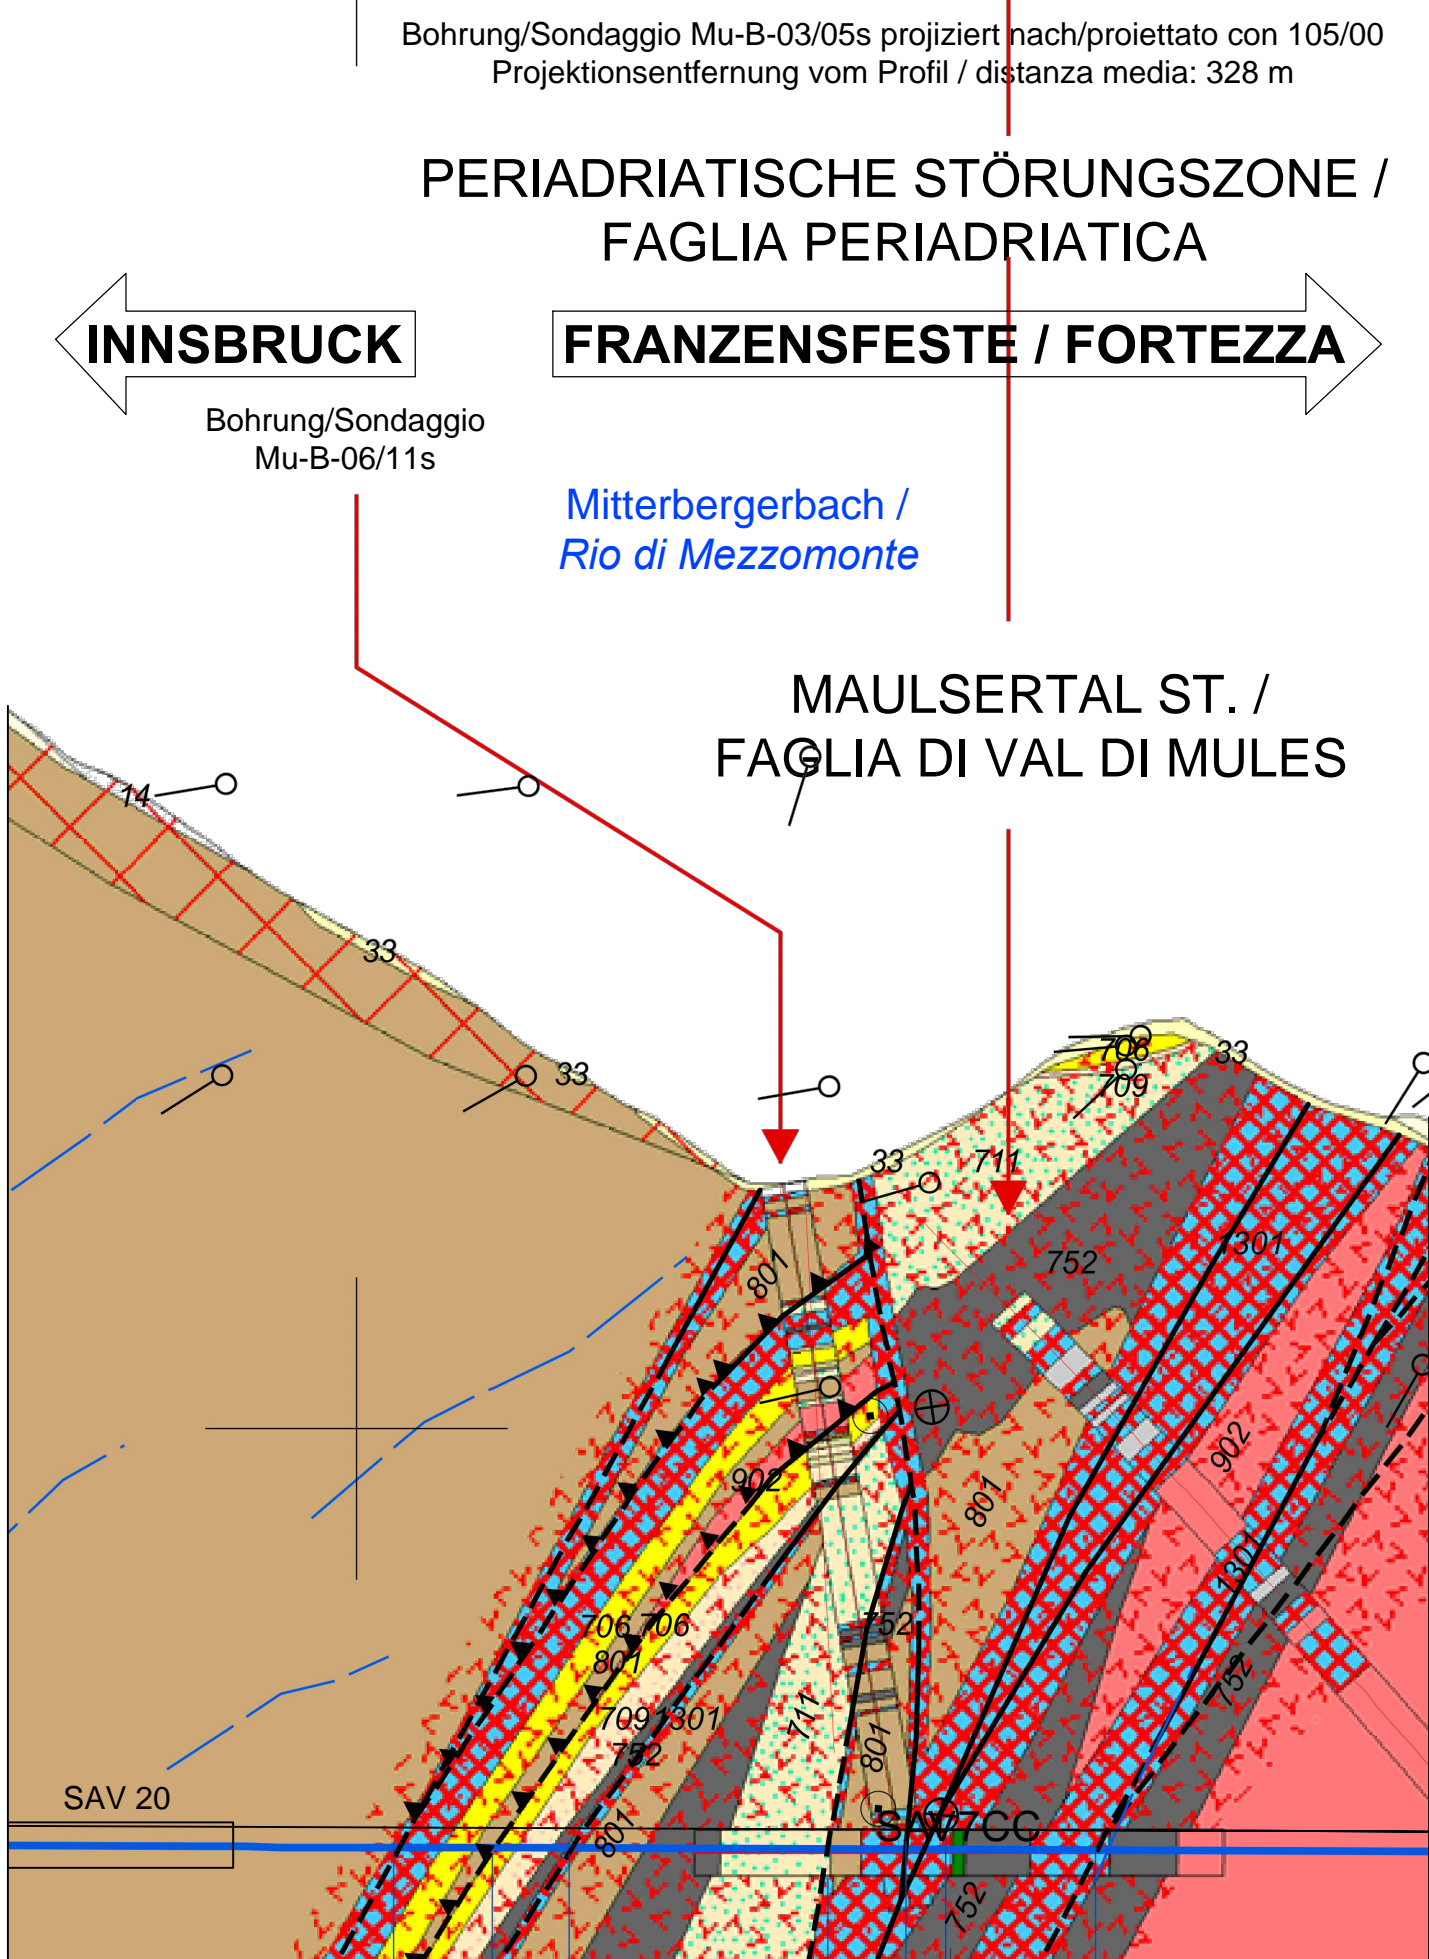 Bohrung/Sondaggio Mu-B-03/05s projiziert nach/proiettato con 105/00
Projektionsentfernung vom Profil / distanza media: 328 m
PERIADRIATISCHE STÖRUNGSZONE /
FAGLIA PERIADRIATICA
INNSBRUCK
FRANZENSFESTE / FORTEZZA
Bohrung/Sondaggio
Mu-B-06/11s
Mitterbergerbach /
Rio di Mezzomonte
MAULSERTAL ST. /
FAGLIA DI VAL DI MULES
14
33
33
706
33
709
33
711
752
1301
801
902
902
801
1301
706 706
752
801
752
709 1301
711
752
801
801
SAV 20
SAV7CC
752